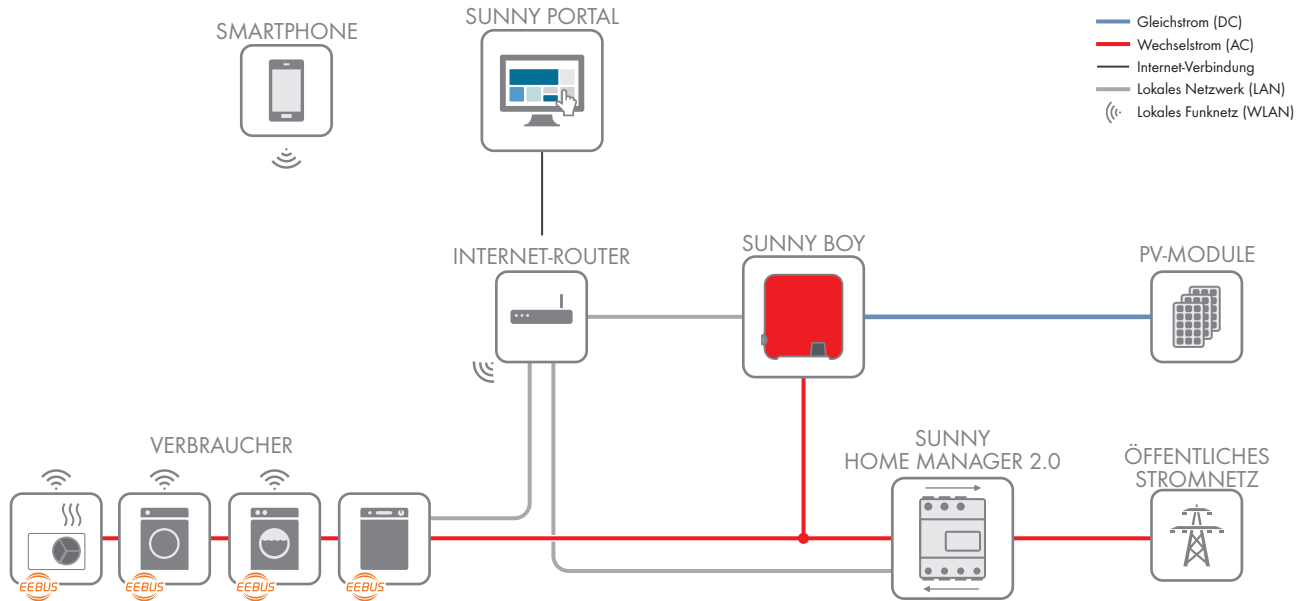 SMARTPHONE
SUNNY PORTAL
Gleichstrom (DC)
Wechselstrom (AC)
Internet-Verbindung
Lokales Netzwerk (LAN)
Lokales Funknetz (WLAN)
INTERNET-ROUTER
SUNNY BOY
PV-MODULE
VERBRAUCHER
SUNNY
HOME MANAGER 2.0
ÖFFENTLICHES
STROMNETZ
EEBUS
EEBUS
EEBUS
EEBUS